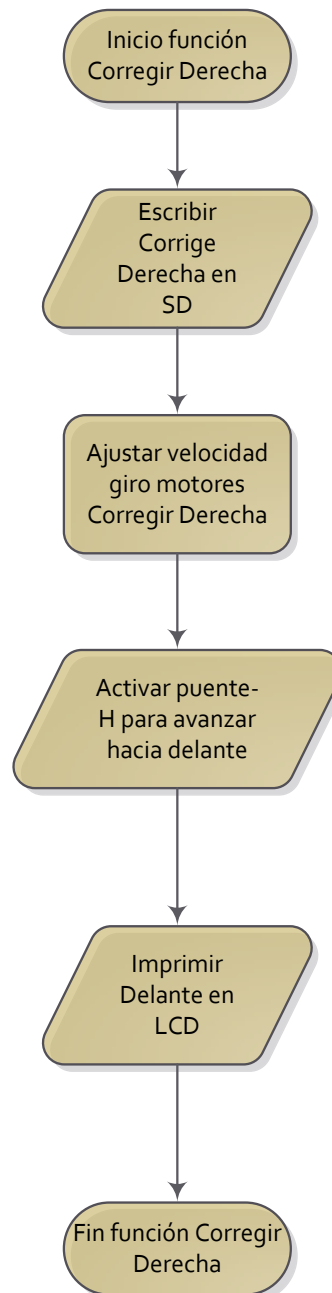 Inicio función
Corregir Derecha
Escribir
Corrige
Derecha en
SD
Ajustar velocidad
giro motores
Corregir Derecha
Activar puente-
H para avanzar
hacia delante
Imprimir
Delante en
LCD
Fin función Corregir
Derecha